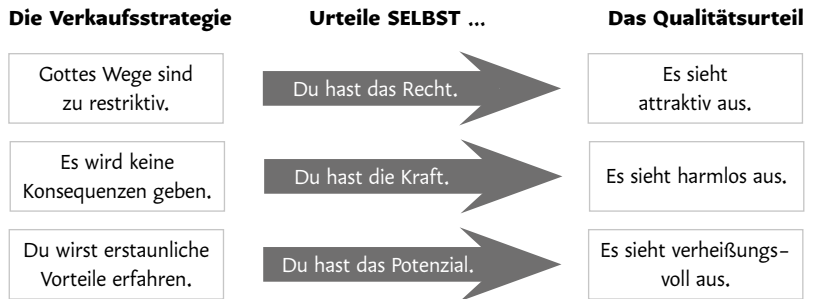 Die Verkaufsstrategie
Urteile SELBST ...
Das Qualitätsurteil
Gottes Wege sind
zu restriktiv.
Du hast das Recht.
Es sieht
attraktiv aus.
Es wird keine
Konsequenzen geben.
Du hast die Kraft.
Es sieht harmlos aus.
Du wirst erstaunliche
Vorteile erfahren.
Du hast das Potenzial.
Es sieht verheißungs-
voll aus.